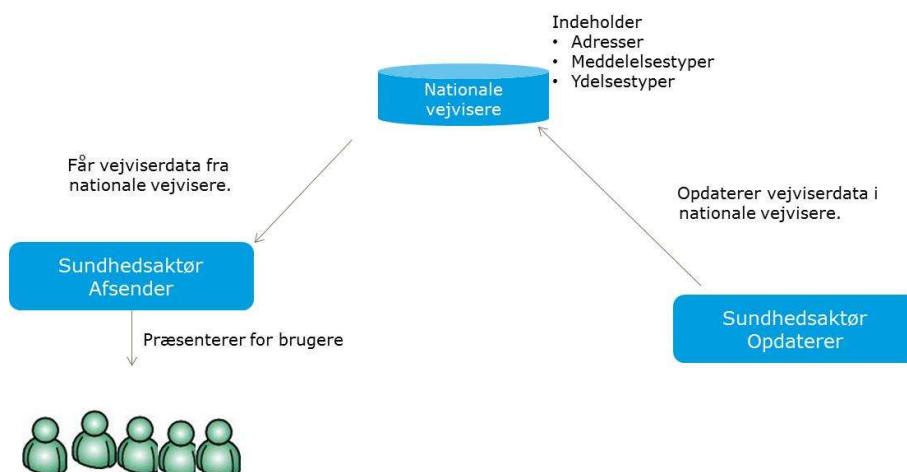 Indeholder
• Adresser
• Meddelelsestyper
• Ydelsestyper
Nationale
vejvisere
Får vejviserdata fra
nationale vejvisere.
Opdaterer vejviserdata i
nationale vejvisere.
Sundhedsaktør
Afsender
Sundhedsaktør
Opdaterer
Præsenterer for brugere